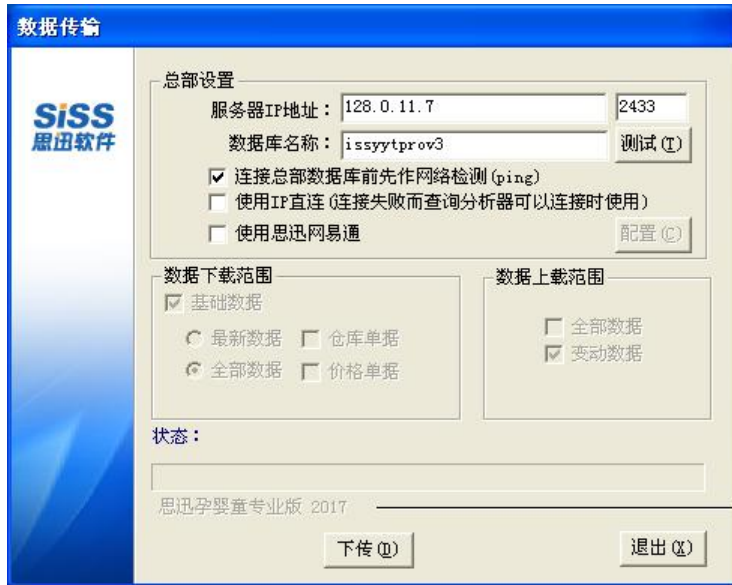 数据传输
SiSS
思迅软件
总部设置
服务器IP地址： 128.0.11.7 2433
数据库名称： issyytprov3 测试(T)
连接总部数据库前先作网络检测(ping)
使用IP直连(连接失败而查询分析器可以连接时使用)
使用思迅网易通 配置(C)
数据下载范围
基础数据
最新数据 仓库单据
全部数据 价格单据
数据上载范围
全部数据
变动数据
状态：
思迅孕婴童专业版 2017
下传(D) 退出(X)